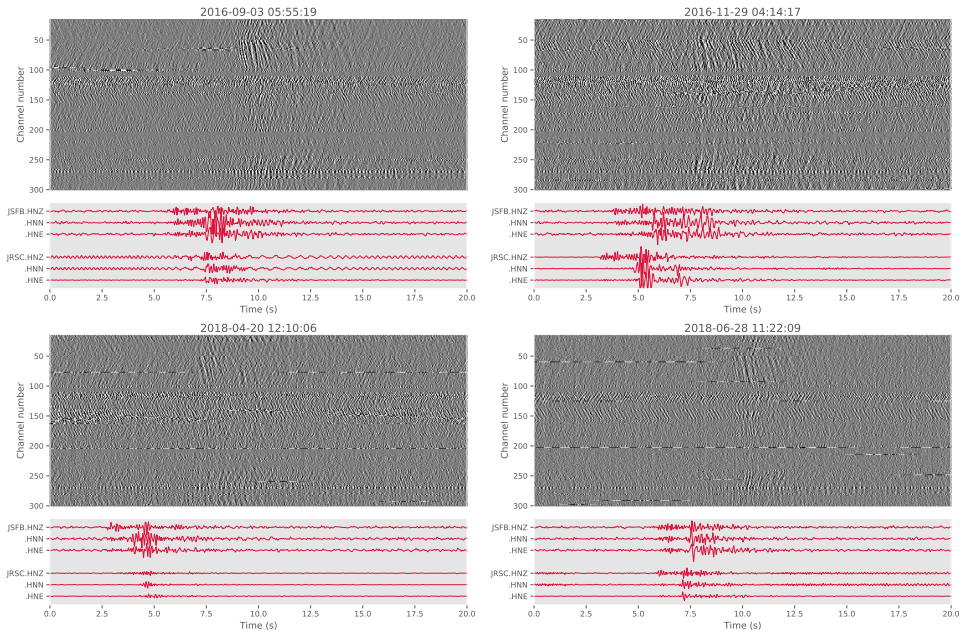 2016-09-03 05:55:19
Channel number
50
100
150
200
250
300
JSFB.HNZ
.HNN
.HNE
JRSC.HNZ
.HNN
.HNE
0.0 2.5 5.0 7.5 10.0 12.5 15.0 17.5 20.0
Time (s)
2016-11-29 04:14:17
Channel number
50
100
150
200
250
300
JSFB.HNZ
.HNN
.HNE
JRSC.HNZ
.HNN
.HNE
0.0 2.5 5.0 7.5 10.0 12.5 15.0 17.5 20.0
Time (s)
2018-04-20 12:10:06
Channel number
50
100
150
200
250
300
JSFB.HNZ
.HNN
.HNE
JRSC.HNZ
.HNN
.HNE
0.0 2.5 5.0 7.5 10.0 12.5 15.0 17.5 20.0
Time (s)
2018-06-28 11:22:09
Channel number
50
100
150
200
250
300
JSFB.HNZ
.HNN
.HNE
JRSC.HNZ
.HNN
.HNE
0.0 2.5 5.0 7.5 10.0 12.5 15.0 17.5 20.0
Time (s)